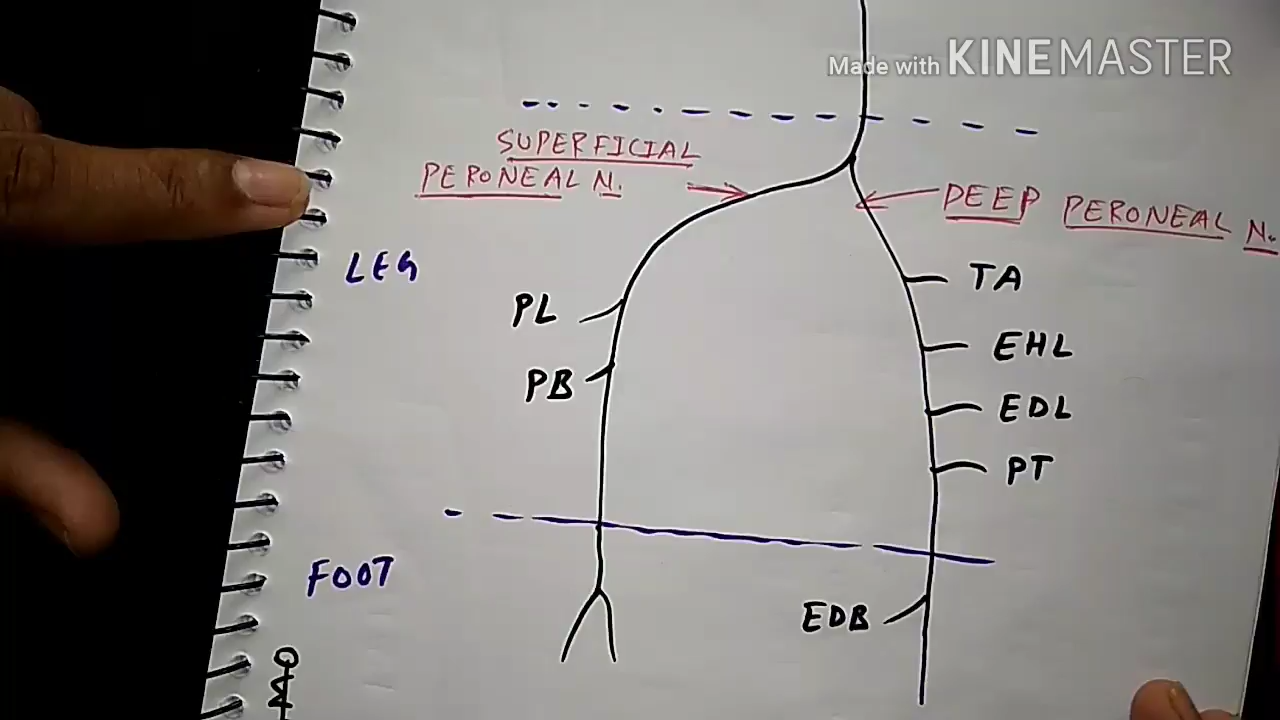 Made with KINEMASTER
SUPERFICIAL
PERONEAL N.
DEEP PERONEAL N.
LEG
TA
PL
EHL
PB
EDL
PT
FOOT
EDB